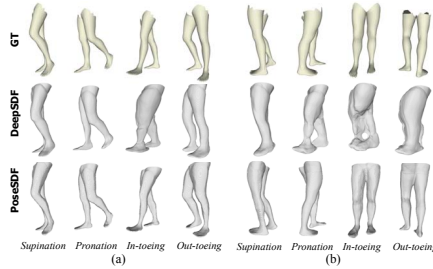 GT
DeepSDF
PoseSDF
Supination Pronation In-toeing Out-toeing Supination Pronation In-toeing Out-toeing
(a) (b)